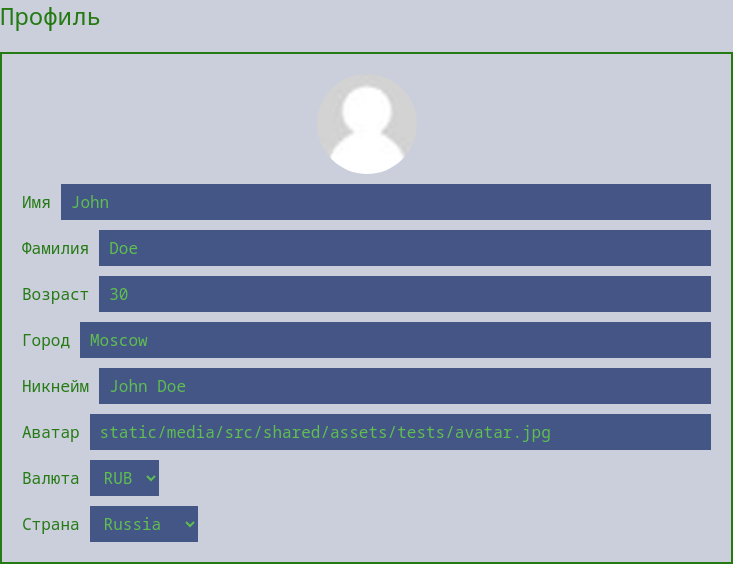 Профиль
Имя John
Фамилия Doe
Возраст 30
Город Moscow
Никнейм John Doe
Аватар static/media/src/shared/assets/tests/avatar.jpg
Валюта RUB
Страна Russia